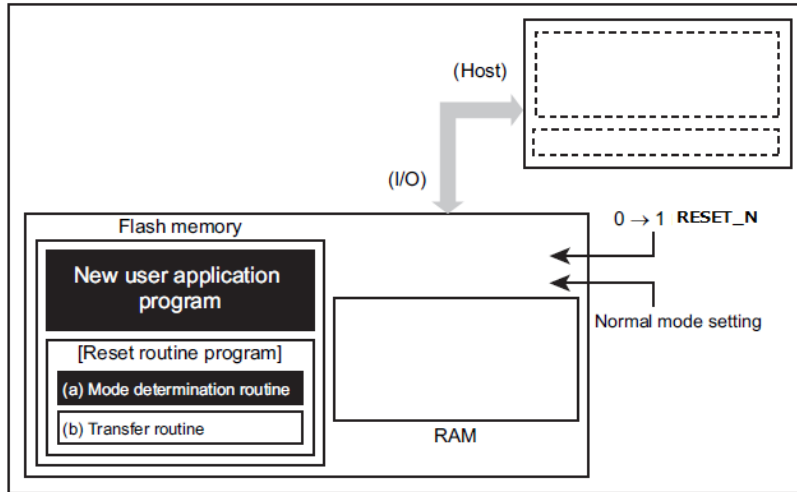 (Host)
(I/O)
Flash memory
0 → 1 RESET_N
New user application
program
Normal mode setting
[Reset routine program]
(a) Mode determination routine
(b) Transfer routine
RAM